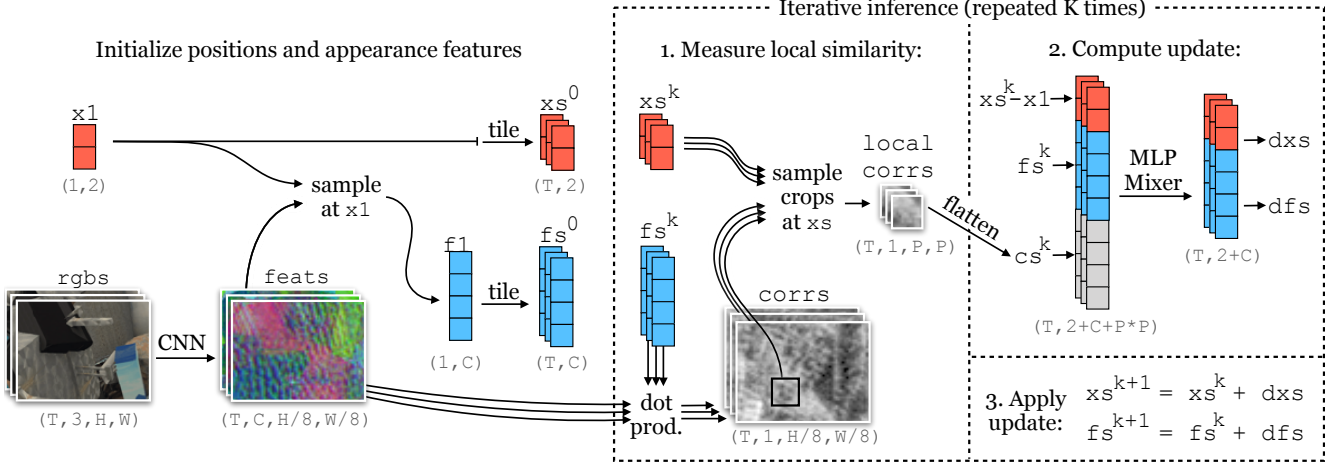 Iterative inference (repeated K times)
Initialize positions and appearance features
x1
(1,2)
tile
xs^0
(T,2)
sample
at x1
f1
(1,C)
tile
fs^0
(T,C)
rgbs
(T,3,H,W)
CNN
feats
(T,C,H/8,W/8)
1. Measure local similarity:
xs^k
sample
crops
at xs
local
corrs
(T,1,P,P)
flatten
fs^k
dot
prod.
corrs
(T,1,H/8,W/8)
2. Compute update:
xs^k-x1
fs^k
cs^k
(T,2+C+P*P)
MLP
Mixer
dxs
dfs
(T,2+C)
3. Apply
update:
xs^k+1 = xs^k + dxs
fs^k+1 = fs^k + dfs